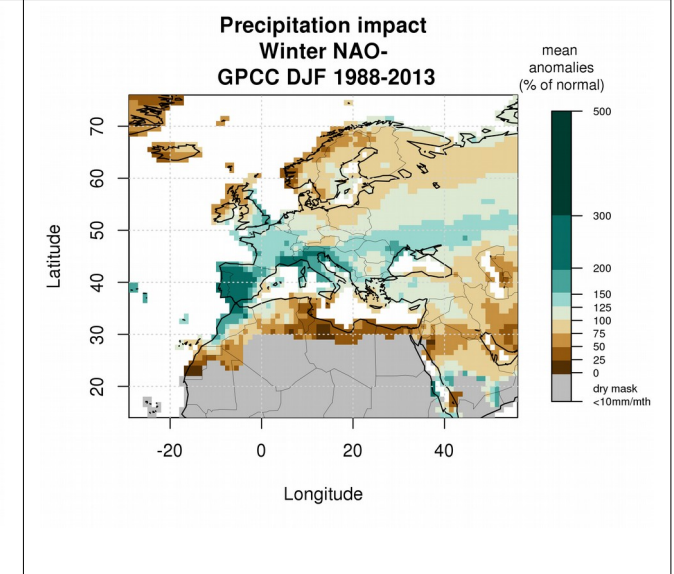 Precipitation impact
Winter NAO-
GPCC DJF 1988-2013
mean
anomalies
(% of normal)
500
300
200
150
125
100
75
50
25
0
dry mask
<10mm/mth
Latitude
70
60
50
40
30
20
-20
0
20
40
Longitude